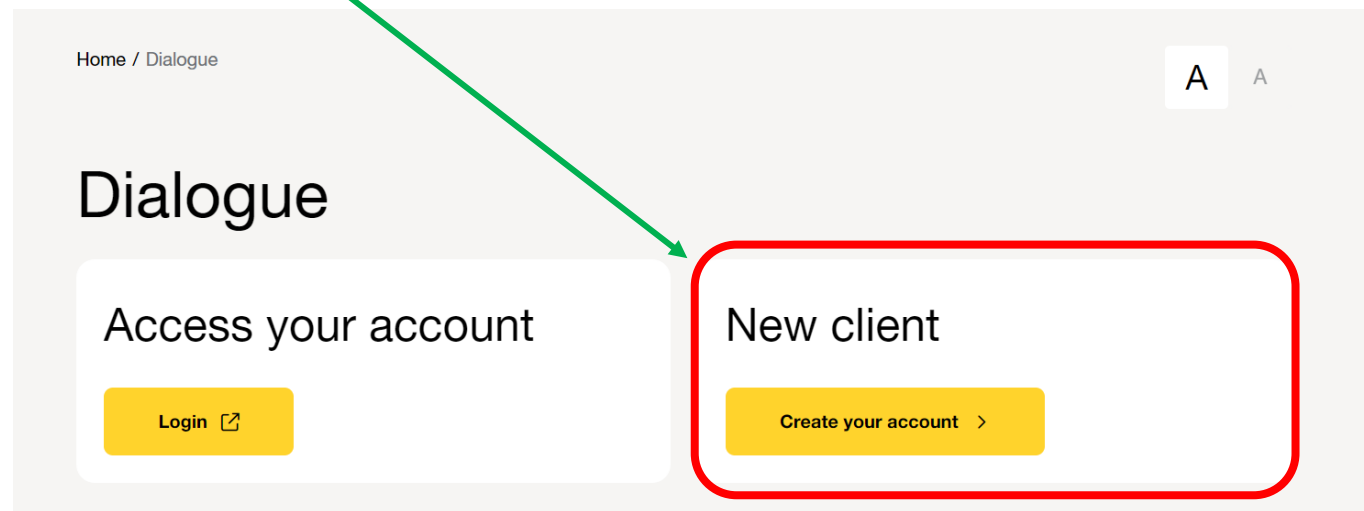 Home / Dialogue
A A
Dialogue
Access your account
New client
Login
Create your account